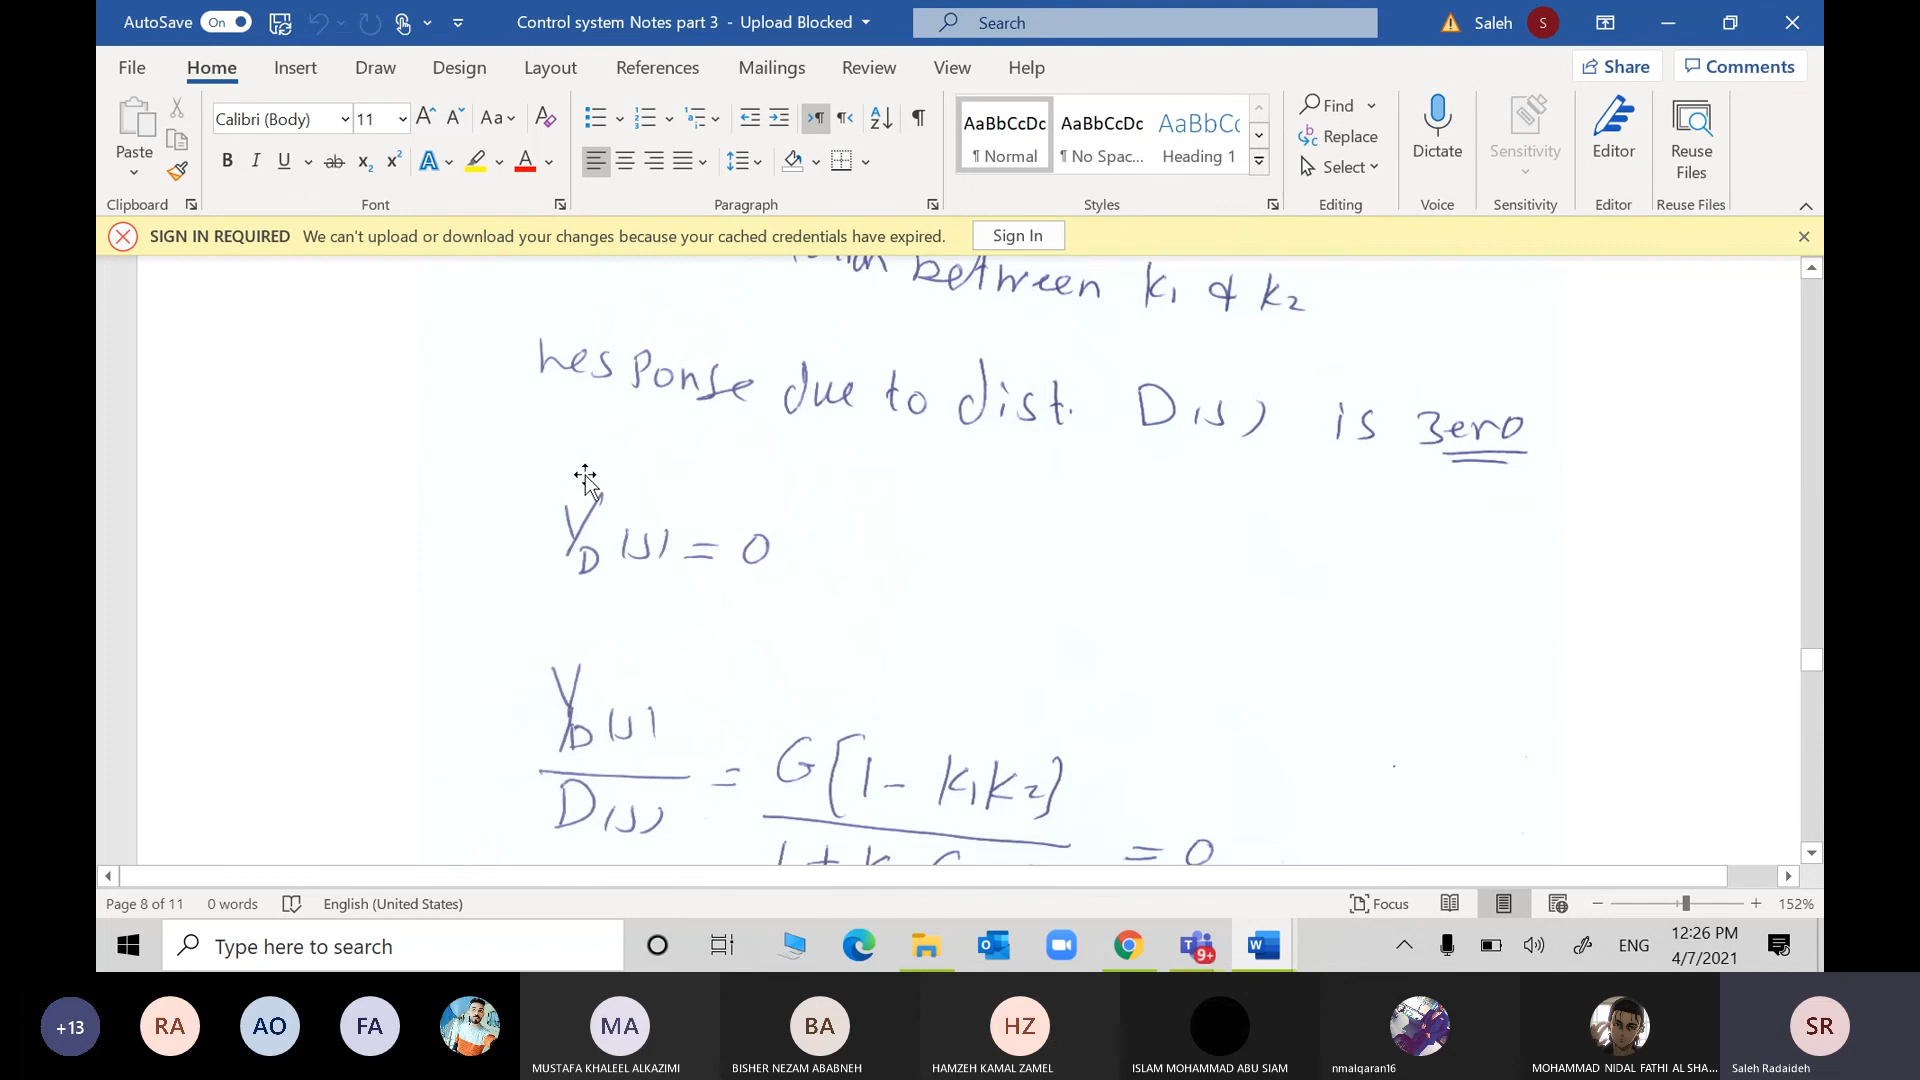 AutoSave On Control system Notes part 3 - Upload Blocked Search Saleh S
File Home Insert Draw Design Layout References Mailings Review View Help Share Comments
Paste
Calibri (Body) 11 Aa
AaBbCcDc AaBbCcDc AaBbCc
¶ Normal ¶ No Spac... Heading 1
Find
Replace
Select
Dictate Sensitivity Editor Reuse Files
Clipboard Font Paragraph Styles Editing Voice Sensitivity Editor Reuse Files
SIGN IN REQUIRED We can't upload or download your changes because your cached credentials have expired. Sign In
between k1 & k2
response due to dist. D(s) is zero
Y_D(s) = 0
Y_D(s)
D(s)
= G(1 - k1k2)
= 0
Page 8 of 11 0 words English (United States) Focus 152%
Type here to search 9+ ENG 12:26 PM
4/7/2021
+13 RA AO FA MA BA HZ SR
MUSTAFA KHALEEL ALKAZIMI BISHER NEZAM ABABNEH HAMZEH KAMAL ZAMEL ISLAM MOHAMMAD ABU SIAM nmalqaran16 MOHAMMAD NIDAL FATHI AL SHA... Saleh Radaideh